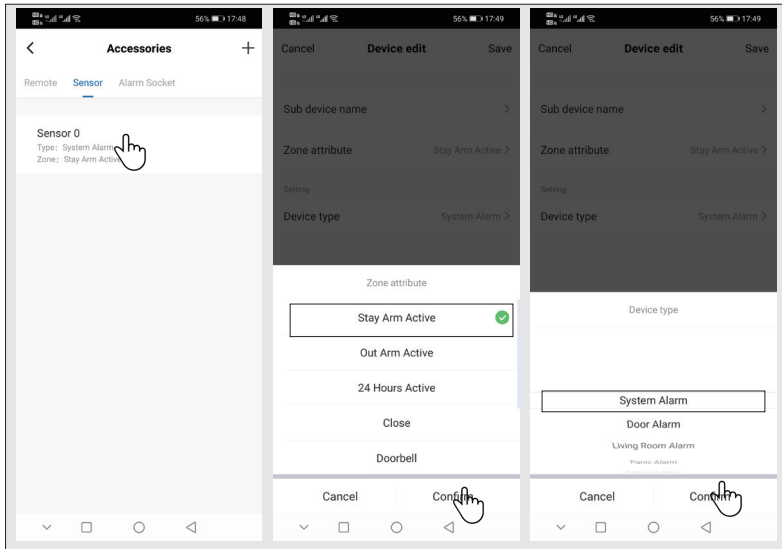 56% 17:48
Accessories
Remote Sensor Alarm Socket
Sensor 0
Type: System Alarm
Zone: Stay Arm Active
56% 17:49
Cancel Device edit Save
Sub device name
Zone attribute Stay Arm Active
Setting
Device type System Alarm
Zone attribute
Stay Arm Active
Out Arm Active
24 Hours Active
Close
Doorbell
Cancel Confirm
56% 17:49
Cancel Device edit Save
Sub device name
Zone attribute Stay Arm Active
Setting
Device type System Alarm
Device type
System Alarm
Door Alarm
Living Room Alarm
Panic Alarm
Cancel Confirm